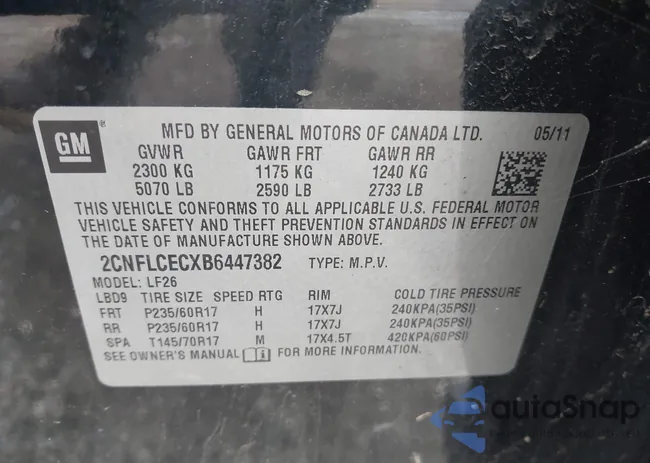 GM
MFD BY GENERAL MOTORS OF CANADA LTD. 05/11
GVWR GAWR FRT GAWR RR
2300 KG 1175 KG 1240 KG
5070 LB 2590 LB 2733 LB
THIS VEHICLE CONFORMS TO ALL APPLICABLE U.S. FEDERAL MOTOR
VEHICLE SAFETY AND THEFT PREVENTION STANDARDS IN EFFECT ON
THE DATE OF MANUFACTURE SHOWN ABOVE.
2CNFLCECXB6447382 TYPE: M.P.V.
MODEL: LF26
LBD9 TIRE SIZE SPEED RTG RIM COLD TIRE PRESSURE
FRT P235/60R17 H 17X7J 240KPA(35PSI)
RR P235/60R17 H 17X7J 240KPA(35PSI)
SPA T145/70R17 M 17X4.5T 420KPA(60PSI)
SEE OWNER'S MANUAL i FOR MORE INFORMATION.
autoSnap